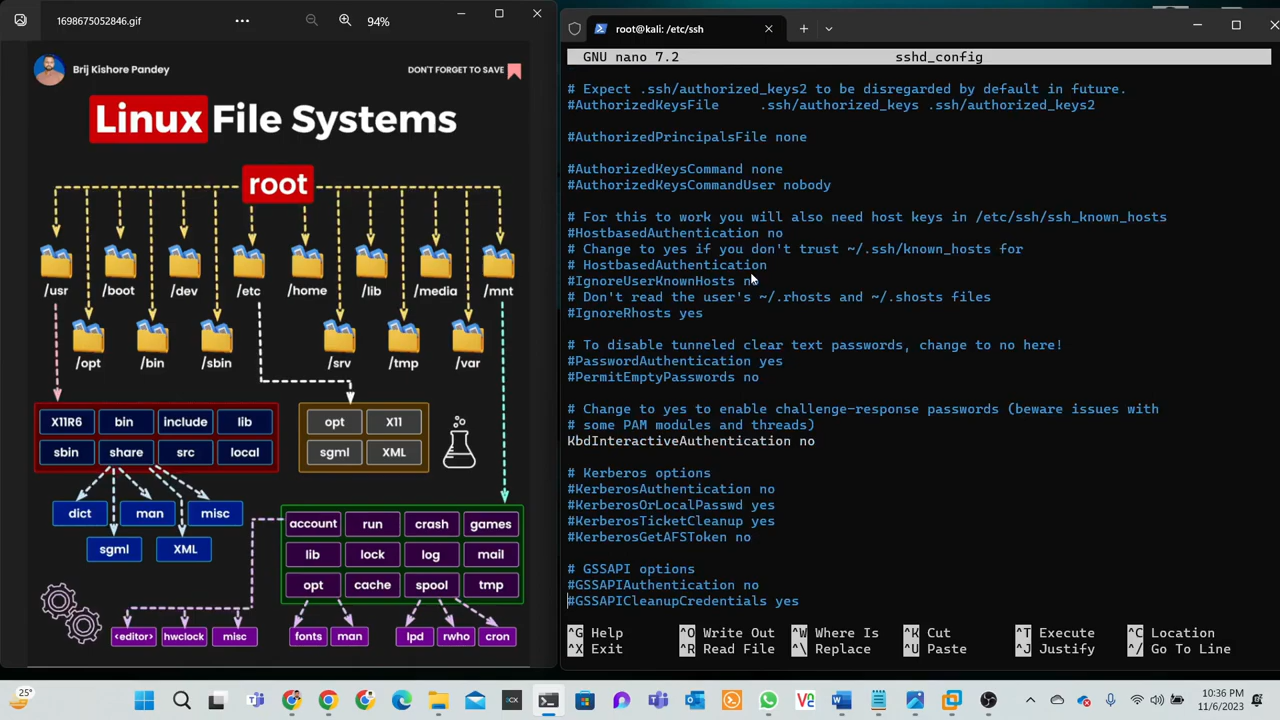 1698675052846.gif
94%
Brij Kishore Pandey
DON'T FORGET TO SAVE
Linux File Systems
root
/usr
/boot
/dev
/etc
/home
/lib
/media
/mnt
/opt
/bin
/sbin
/srv
/tmp
/var
X11R6 bin include lib
sbin share src local
opt X11
sgml XML
dict man misc
sgml XML
account run crash games
lib lock log mail
opt cache spool tmp
<editor> hwclock misc
fonts man
lpd rwho cron
root@kali: /etc/ssh
GNU nano 7.2 sshd_config
# Expect .ssh/authorized_keys2 to be disregarded by default in future.
#AuthorizedKeysFile .ssh/authorized_keys .ssh/authorized_keys2
#AuthorizedPrincipalsFile none
#AuthorizedKeysCommand none
#AuthorizedKeysCommandUser nobody
# For this to work you will also need host keys in /etc/ssh/ssh_known_hosts
#HostbasedAuthentication no
# Change to yes if you don't trust ~/.ssh/known_hosts for
# HostbasedAuthentication
#IgnoreUserKnownHosts no
# Don't read the user's ~/.rhosts and ~/.shosts files
#IgnoreRhosts yes
# To disable tunneled clear text passwords, change to no here!
#PasswordAuthentication yes
#PermitEmptyPasswords no
# Change to yes to enable challenge-response passwords (beware issues with
# some PAM modules and threads)
KbdInteractiveAuthentication no
# Kerberos options
#KerberosAuthentication no
#KerberosOrLocalPasswd yes
#KerberosTicketCleanup yes
#KerberosGetAFSToken no
# GSSAPI options
#GSSAPIAuthentication no
#GSSAPICleanupCredentials yes
^G Help ^O Write Out ^W Where Is ^K Cut ^T Execute ^C Location
^X Exit ^R Read File ^\ Replace ^U Paste ^J Justify ^/ Go To Line
25°
10:36 PM
11/6/2023